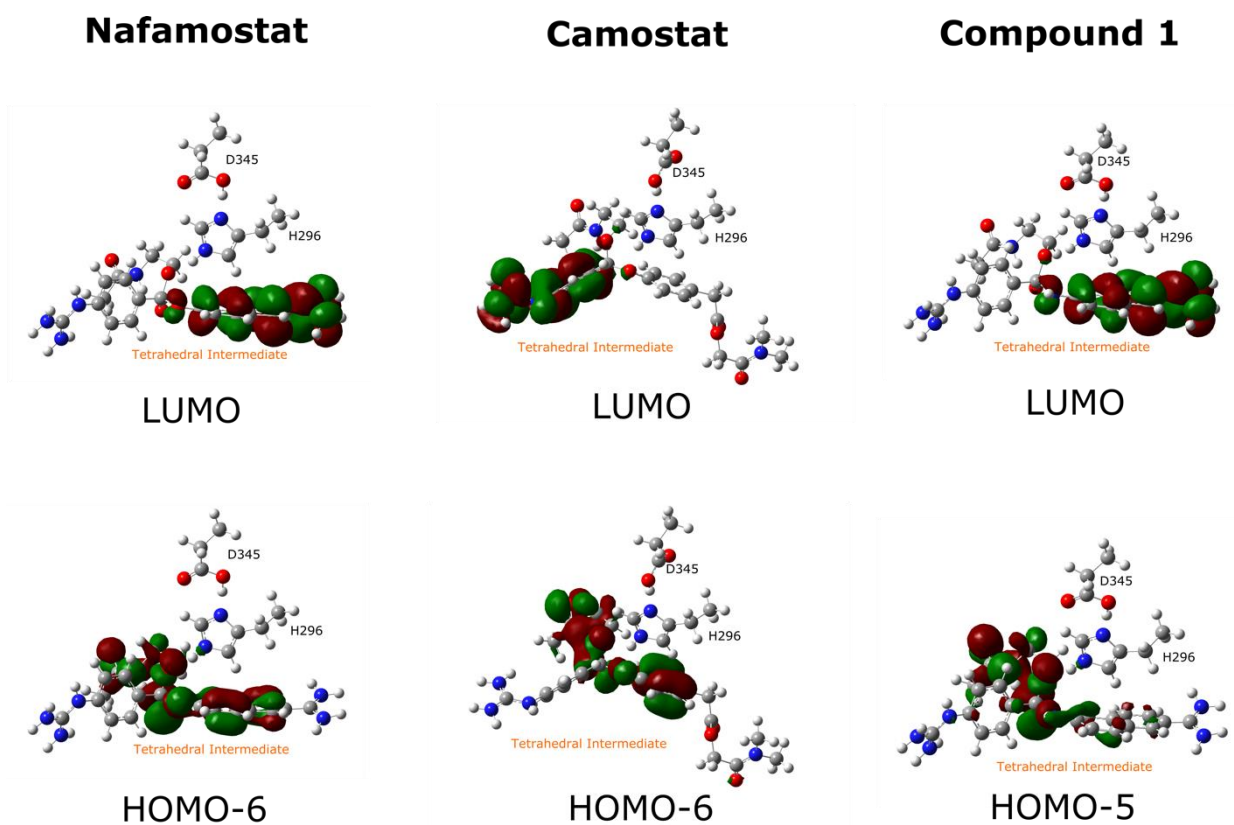 Nafamostat
Camostat
Compound 1
D345
H296
Tetrahedral Intermediate
LUMO
D345
H296
Tetrahedral Intermediate
LUMO
D345
H296
Tetrahedral Intermediate
LUMO
D345
H296
Tetrahedral Intermediate
HOMO-6
D345
H296
Tetrahedral Intermediate
HOMO-6
D345
H296
Tetrahedral Intermediate
HOMO-5